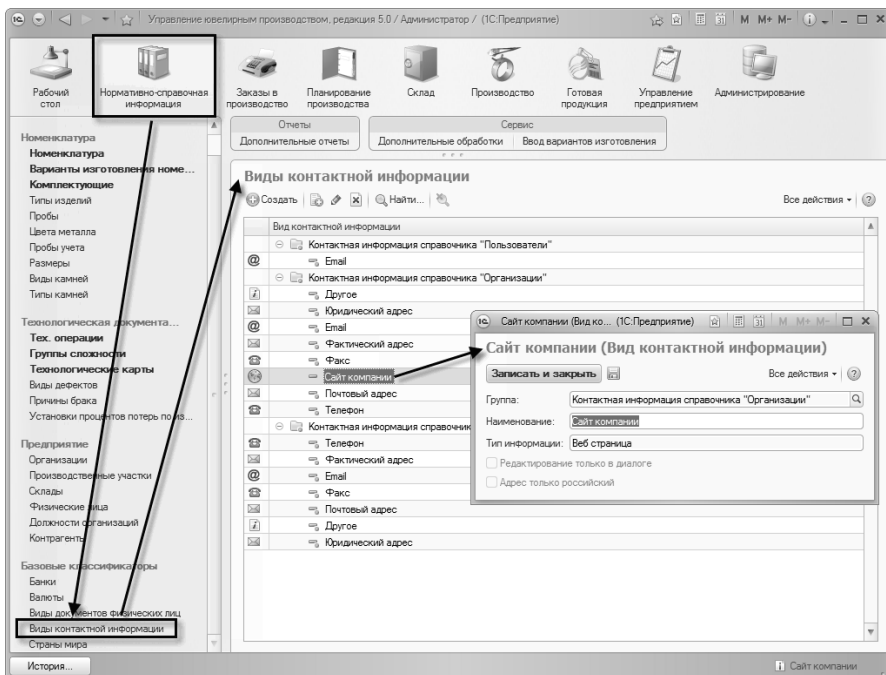 Управление ювелирным производством, редакция 5.0 / Администратор / (1С:Предприятие)
M M+ M-
Рабочий стол
Нормативно-справочная информация
Заказы в производство
Планирование производства
Склад
Производство
Готовая продукция
Управление предприятием
Администрирование
Отчеты
Сервис
Дополнительные отчеты
Дополнительные обработки
Ввод вариантов изготовления
Номенклатура
Номенклатура
Варианты изготовления номе...
Комплектующие
Типы изделий
Пробы
Цвета металла
Пробы учета
Размеры
Виды камней
Типы камней
Технологическая документа...
Тех. операции
Группы сложности
Технологические карты
Виды дефектов
Причины брака
Установки процентов потерь по из...
Предприятие
Организации
Производственные участки
Склады
Физические лица
Должности организаций
Контрагенты
Базовые классификаторы
Банки
Валюты
Виды документов физических лиц
Виды контактной информации
Страны мира
Виды контактной информации
Создать
Найти...
Все действия
Вид контактной информации
Контактная информация справочника "Пользователи"
@ Email
Контактная информация справочника "Организации"
Другое
Юридический адрес
@ Email
Фактический адрес
Факс
Сайт компании
Почтовый адрес
Телефон
Контактная информация справочник
Телефон
Фактический адрес
@ Email
Факс
Почтовый адрес
Другое
Юридический адрес
Сайт компании (Вид ко... (1С:Предприятие)
M M+ M-
Сайт компании (Вид контактной информации)
Записать и закрыть
Все действия
Группа: Контактная информация справочника "Организации"
Наименование: Сайт компании
Тип информации: Веб страница
Редактирование только в диалоге
Адрес только российский
История...
Сайт компании